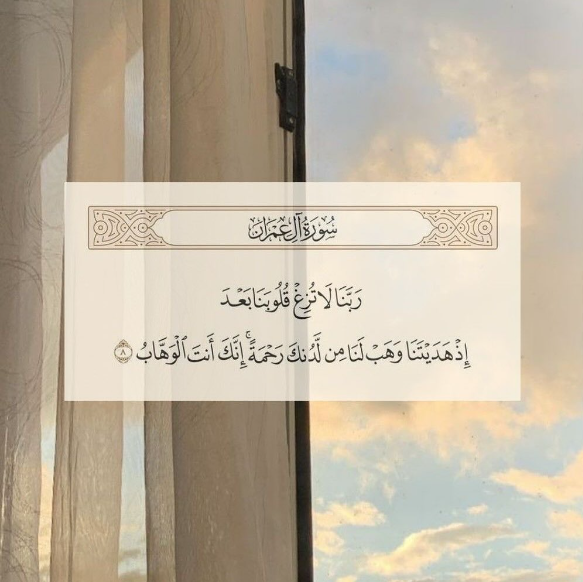 سُورَةُ آلِ عِمْرَانَ
رَبَّنَا لَا تُزِغْ قُلُوبَنَا بَعْدَ
إِذْ هَدَيْتَنَا وَهَبْ لَنَا مِن لَّدُنكَ رَحْمَةً ۚ إِنَّكَ أَنتَ ٱلْوَهَّابُ ٨